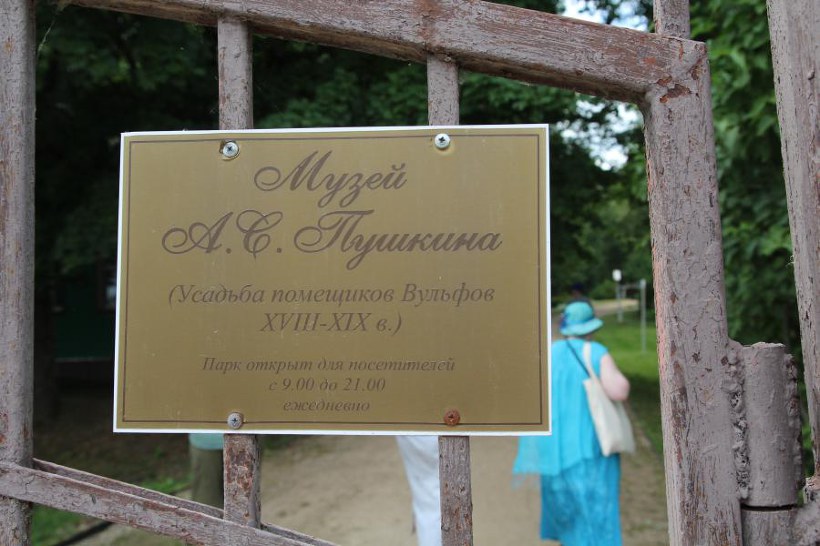 Музей
А.С. Пушкина
(Усадьба помещиков Вульфов
XVIII-XIX в.)
Парк открыт для посетителей
с 9.00 до 21.00
ежедневно